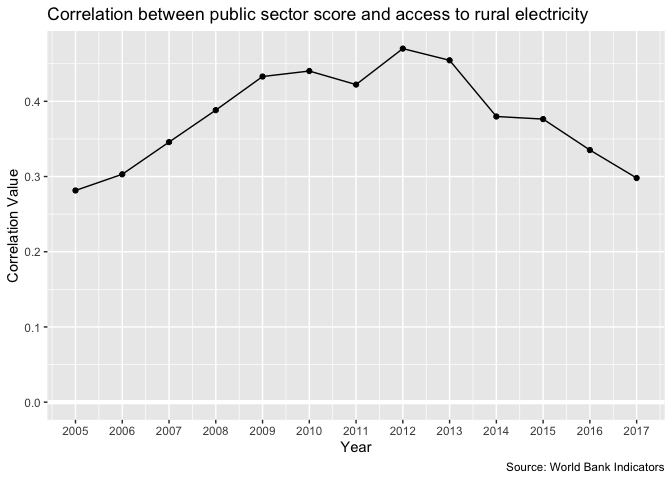 Correlation between public sector score and access to rural electricity
Correlation Value
0.4
0.3
0.2
0.1
0.0
2005 2006 2007 2008 2009 2010 2011 2012 2013 2014 2015 2016 2017
Year
Source: World Bank Indicators